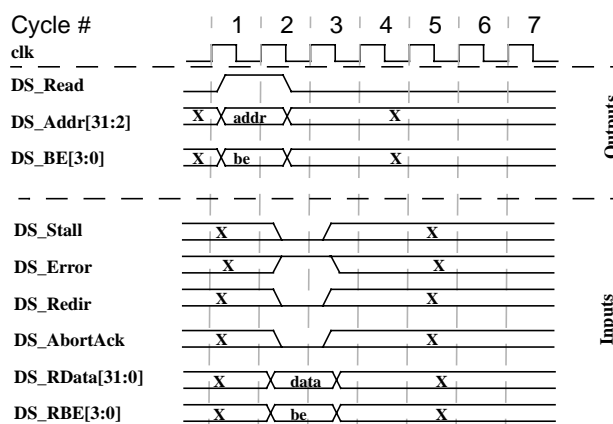 Cycle # 1 2 3 4 5 6 7
clk
DS_Read
DS_Addr[31:2] X addr X
DS_BE[3:0] X be X
Outputs
DS_Stall X X
DS_Error X X
DS_Redir X X
DS_AbortAck X X
DS_RData[31:0] X data X
DS_RBE[3:0] X be X
Inputs